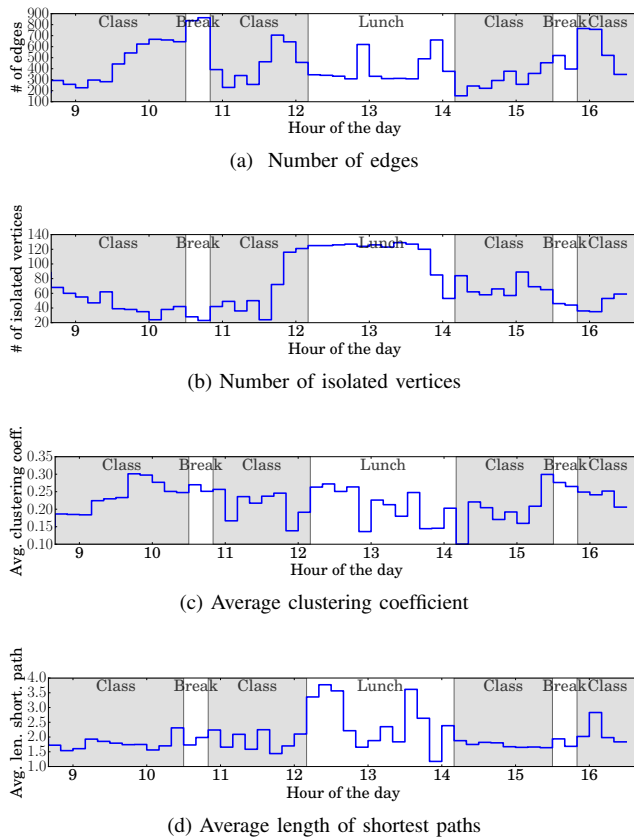 900
800
700
600
500
400
300
200
100
# of edges
Class Break Class Lunch Class Break Class
9 10 11 12 13 14 15 16
Hour of the day
(a) Number of edges
140
120
100
80
60
40
20
# of isolated vertices
Class Break Class Lunch Class Break Class
9 10 11 12 13 14 15 16
Hour of the day
(b) Number of isolated vertices
0.35
0.30
0.25
0.20
0.15
0.10
Avg. clustering coeff.
Class Break Class Lunch Class Break Class
9 10 11 12 13 14 15 16
Hour of the day
(c) Average clustering coefficient
4.0
3.5
3.0
2.5
2.0
1.5
1.0
Avg. len. short. path
Class Break Class Lunch Class Break Class
9 10 11 12 13 14 15 16
Hour of the day
(d) Average length of shortest paths